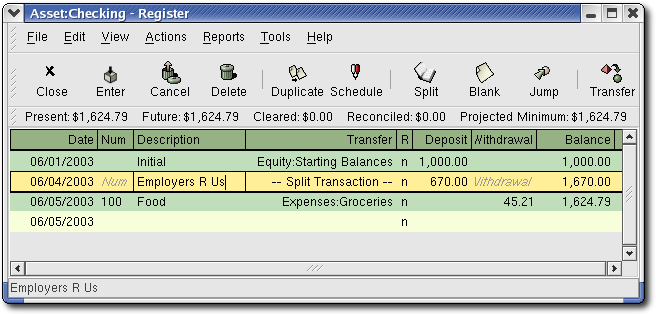 Asset:Checking - Register
File Edit View Actions Reports Tools Help
Close Enter Cancel Delete Duplicate Schedule Split Blank Jump Transfer
Present: $1,624.79 Future: $1,624.79 Cleared: $0.00 Reconciled: $0.00 Projected Minimum: $1,624.79
Date Num Description Transfer R Deposit Withdrawal Balance
06/01/2003 Initial Equity:Starting Balances n 1,000.00 1,000.00
06/04/2003 Num Employers R Us -- Split Transaction -- n 670.00 Withdrawal 1,670.00
06/05/2003 100 Food Expenses:Groceries n 45.21 1,624.79
06/05/2003 n
Employers R Us